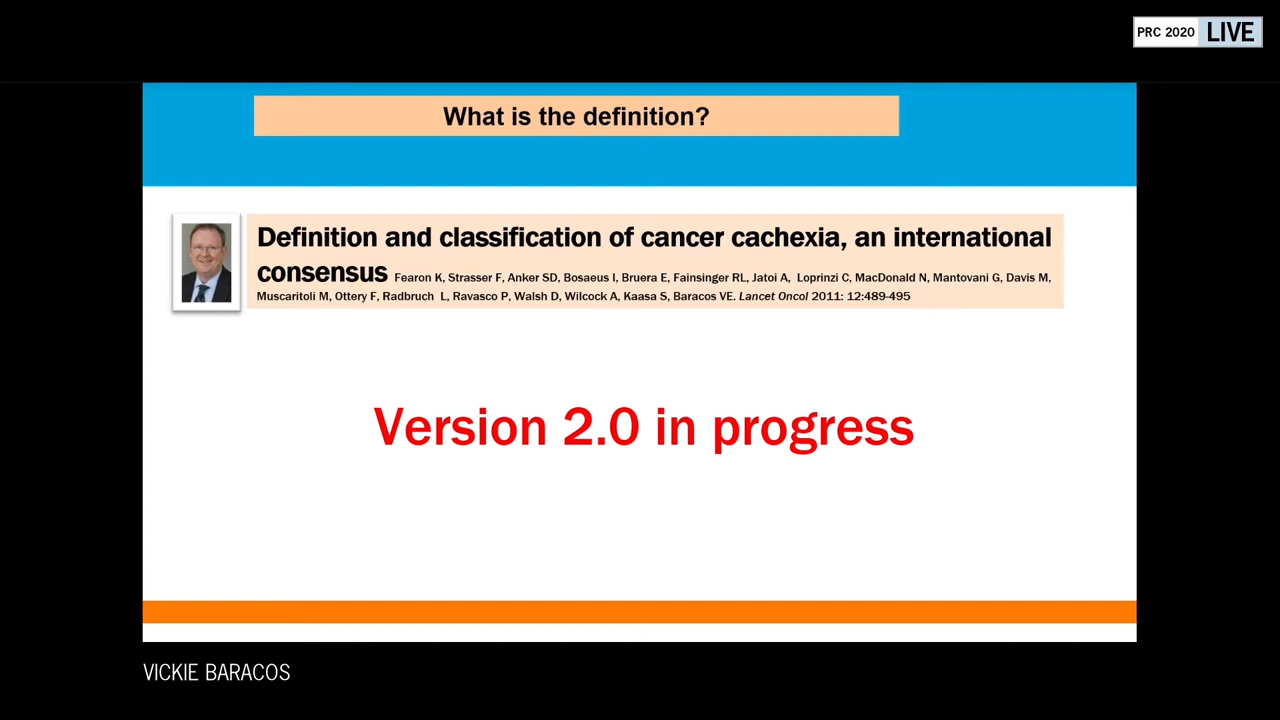 PRC 2020 LIVE
What is the definition?
Definition and classification of cancer cachexia, an international
consensus Fearon K, Strasser F, Anker SD, Bosaeus I, Bruera E, Fainsinger RL, Jatoi A, Loprinzi C, MacDonald N, Mantovani G, Davis M,
Muscaritoli M, Ottery F, Radbruch L, Ravasco P, Walsh D, Wilcock A, Kaasa S, Baracos VE. Lancet Oncol 2011: 12:489-495
Version 2.0 in progress
VICKIE BARACOS